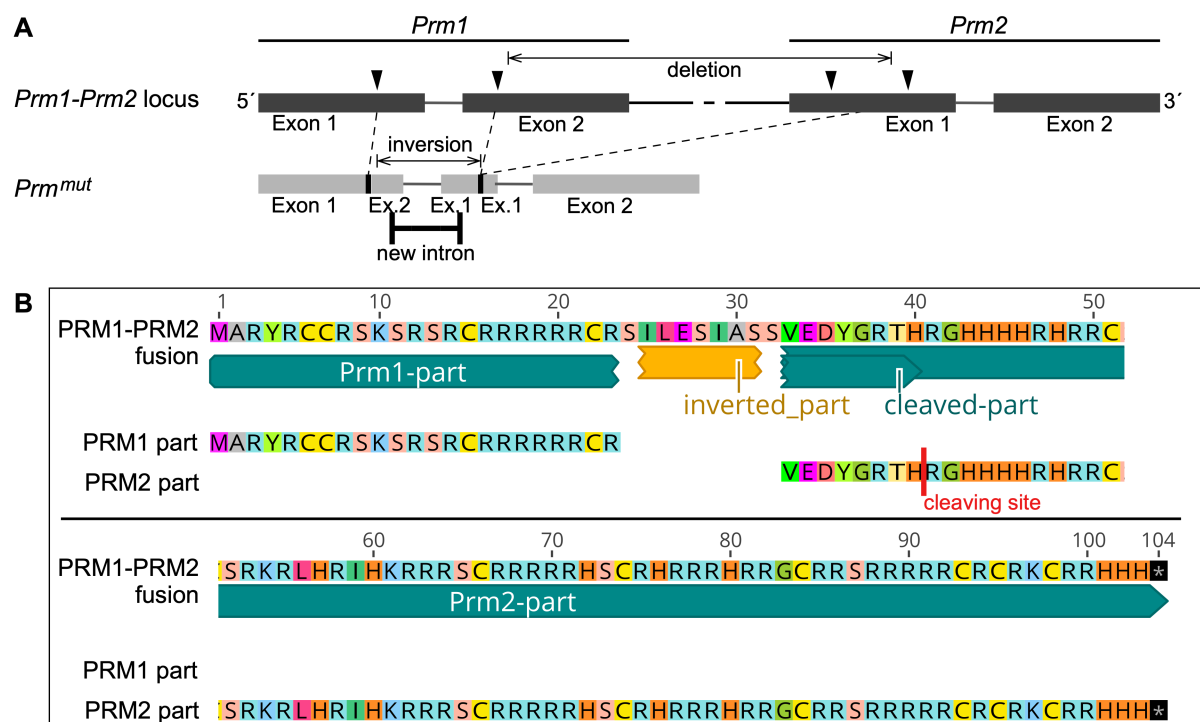 A
Prm1
Prm2
deletion
Prm1-Prm2 locus
5´
3´
Exon 1
Exon 2
Exon 1
Exon 2
inversion
Prm^mut
Exon 1
Ex.2
Ex.1
Ex.1
Exon 2
new intron
B
1 10 20 30 40 50
PRM1-PRM2
fusion
MARYRCCRSKSRSRCRRRRRRCRSILESIASSVEDYGRTHRGHHHHRHRRC
Prm1-part
inverted_part
cleaved-part
PRM1 part
MARYRCCRSKSRSRCRRRRRRCR
PRM2 part
VEDYGRTHRGHHHHRHRRC
cleaving site
60 70 80 90 100 104
PRM1-PRM2
fusion
SRKRLHRIHKRRRSCRRRRRHSCRHRRRHRRGCRRSRRRRRCRCRKCRRHHH*
Prm2-part
PRM1 part
PRM2 part
SRKRLHRIHKRRRSCRRRRRHSCRHRRRHRRGCRRSRRRRRCRCRKCRRHHH*